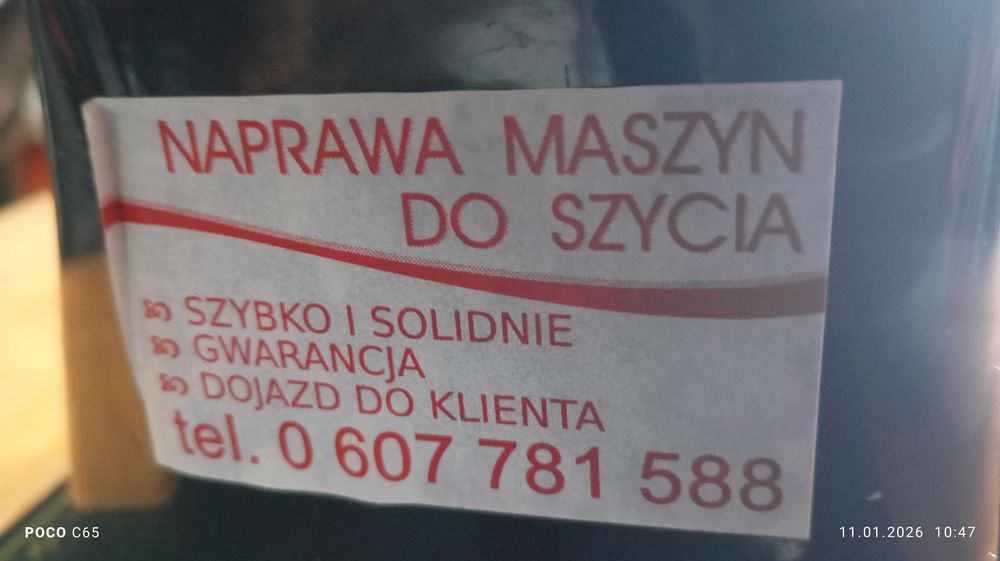 NAPRAWA MASZYN
DO SZYCIA
SZYBKO I SOLIDNIE
GWARANCJA
DOJAZD DO KLIENTA
tel. 0 607 781 588
POCO C65
11.01.2026 10:47